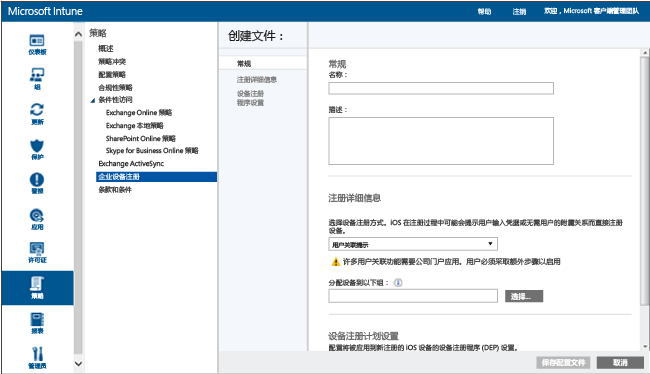 Microsoft Intune
帮助
注销
欢迎，Microsoft 客户端管理团队
仪表板
组
更新
保护
警报
应用
许可证
策略
报表
管理员
策略
概述
策略冲突
配置策略
合规性策略
条件性访问
Exchange Online 策略
Exchange 本地策略
SharePoint Online 策略
Skype for Business Online 策略
Exchange ActiveSync
企业设备注册
条款和条件
创建文件：
常规
注册详细信息
设备注册
程序设置
常规
名称：
描述：
注册详细信息
选择设备注册方式。iOS 在注册过程中可能会提示用户输入凭据或无需用户的附属关系而直接注册
设备。
用户关联提示
许多用户关联功能需要公司门户应用。用户必须采取额外步骤以启用
分配设备到以下组：
选择...
设备注册计划设置
配置将被应用到新注册的 iOS 设备的设备注册程序 (DEP) 设置。
保存配置文件
取消